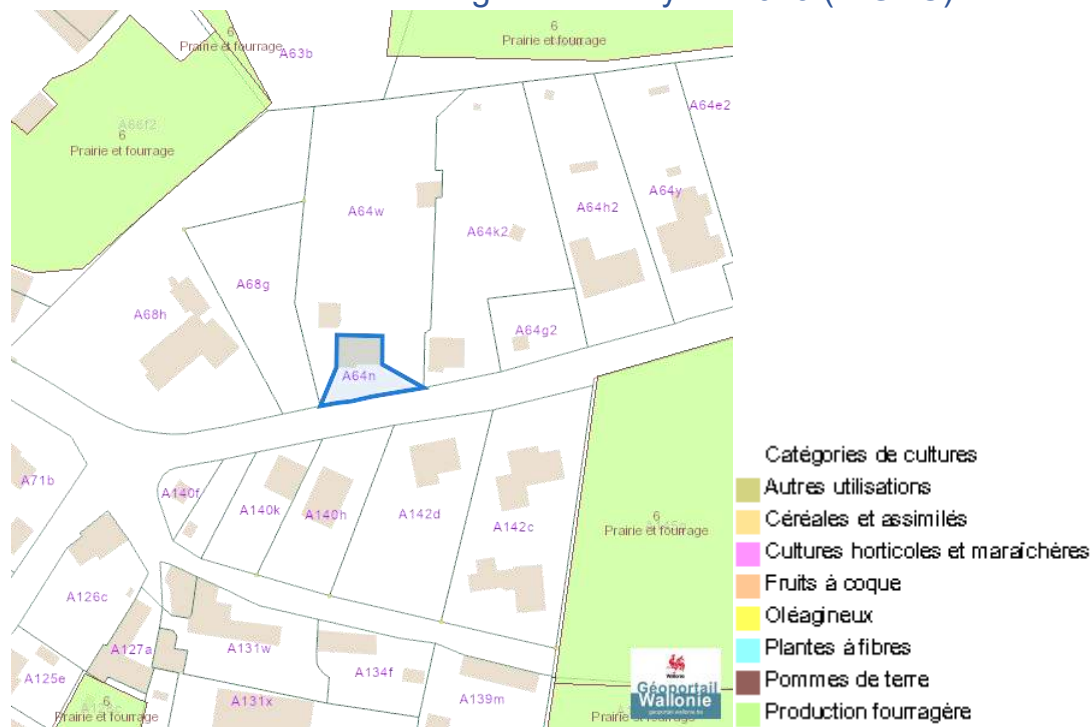 6
Prairie et fourrage
A63b
6
Prairie et fourrage
A66f2
6
Prairie et fourrage
A64e2
A64w
A64y
A64h2
A64k2
A68g
A68h
A64g2
A64n
A71b
A140f
A140k
A140h
A142d
A142c
6
Prairie et fourrage
A126c
A127a
A131w
A134f
A125e
A131x
A139m
6
Prairie et fourrage
Prairie
Géoportail
Wallonie
geoportail.wallonie.be
Catégories de cultures
Autres utilisations
Céréales et assimilés
Cultures horticoles et maraîchères
Fruits à coque
Oléagineux
Plantes à fibres
Pommes de terre
Production fourragère